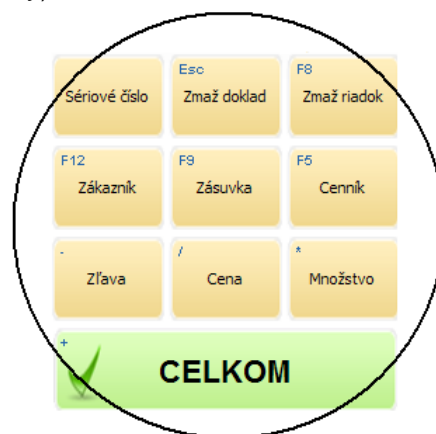 Esc F8
Sériové číslo Zmaž doklad Zmaž riadok
F12 F9 F5
Zákazník Zásuvka Cenník
- / *
Zľava Cena Množstvo
+
CELKOM